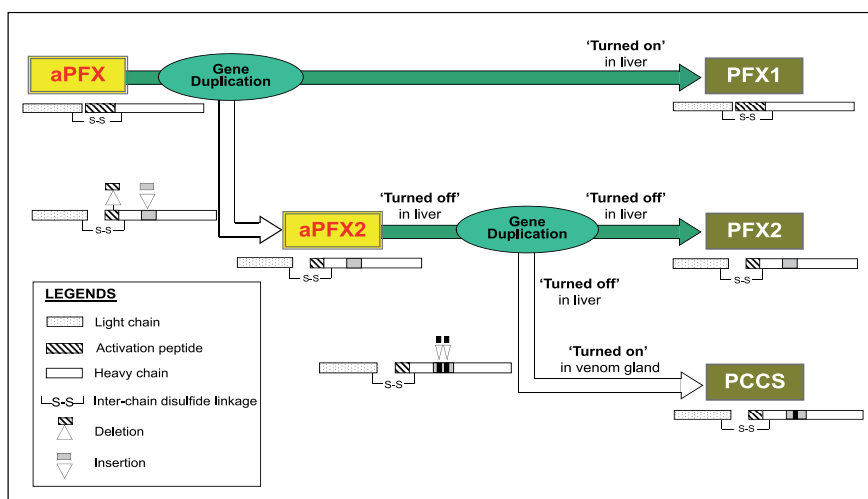 'Turned on'
in liver
aPFX
Gene
Duplication
PFX1
S-S
S-S
'Turned off'
in liver
'Turned off'
in liver
S-S
aPFX2
Gene
Duplication
PFX2
S-S
S-S
'Turned off'
in liver
LEGENDS
Light chain
Activation peptide
Heavy chain
S-S Inter-chain disulfide linkage
Deletion
Insertion
S-S
'Turned on'
in venom gland
PCCS
S-S